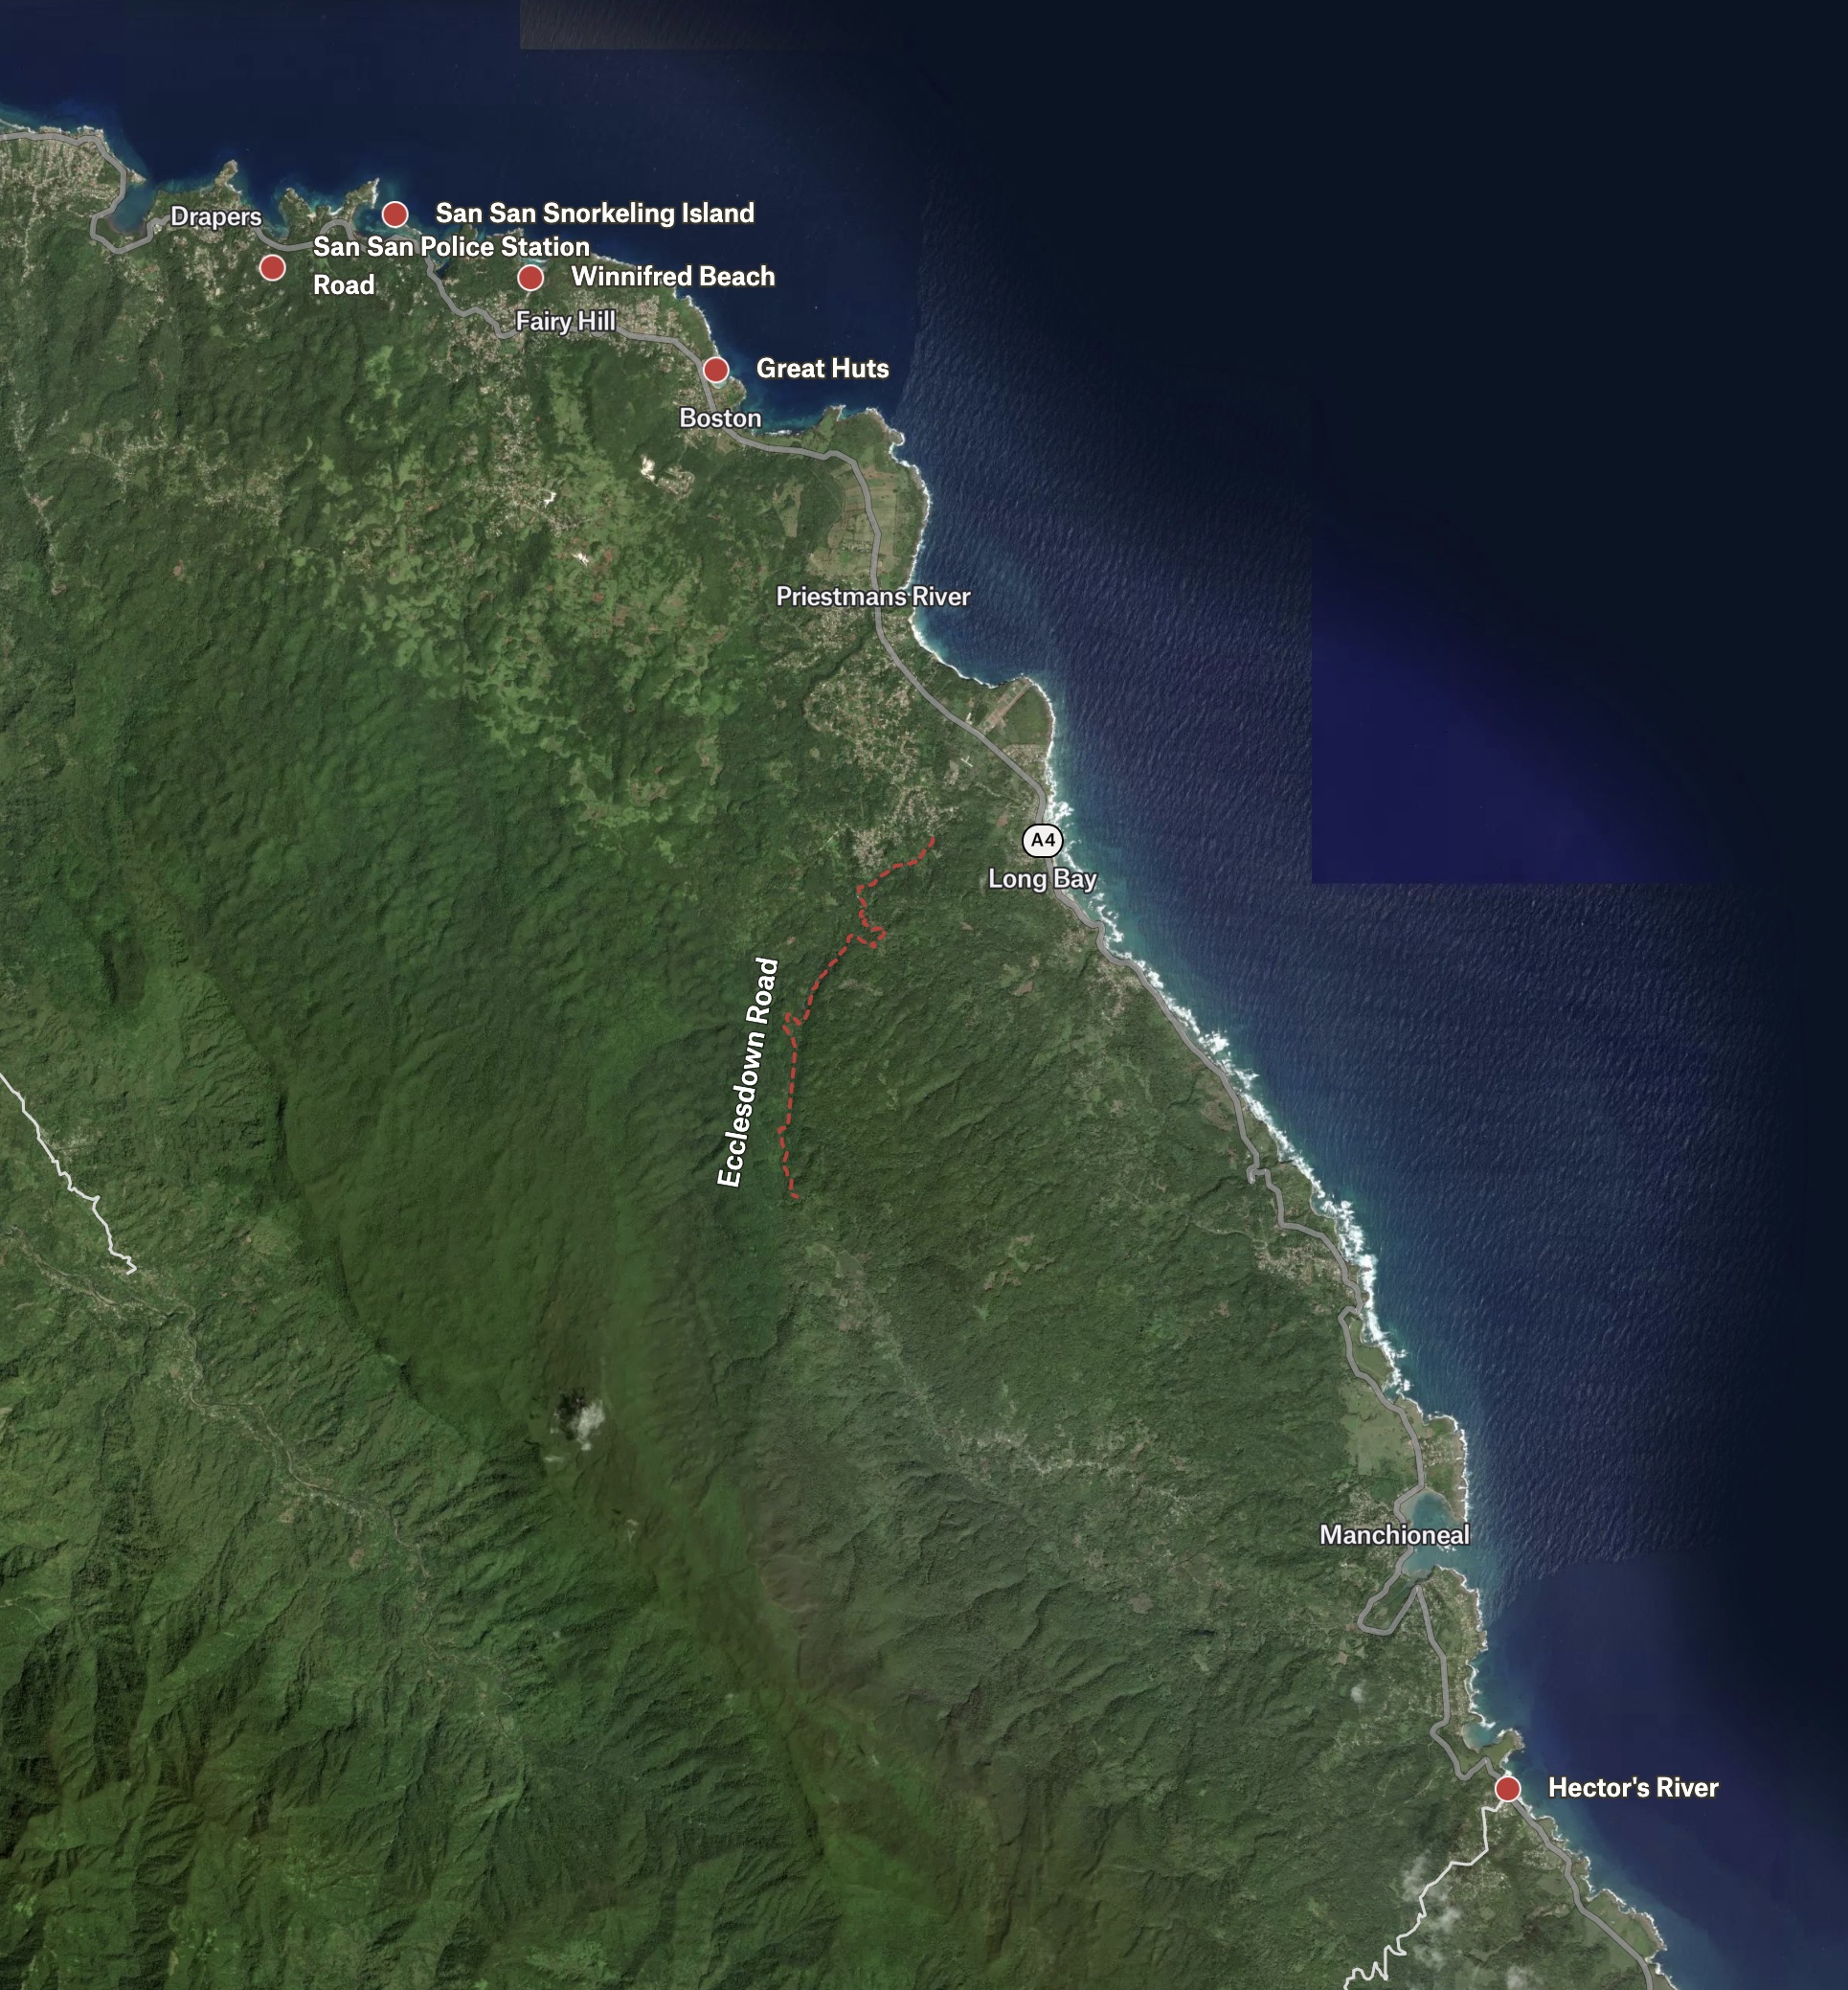 San San Snorkeling Island
Drapers
San San Police Station
Road
Winnifred Beach
Fairy Hill
Great Huts
Boston
Priestmans River
A4
Long Bay
Ecclesdown Road
Manchioneal
Hector's River